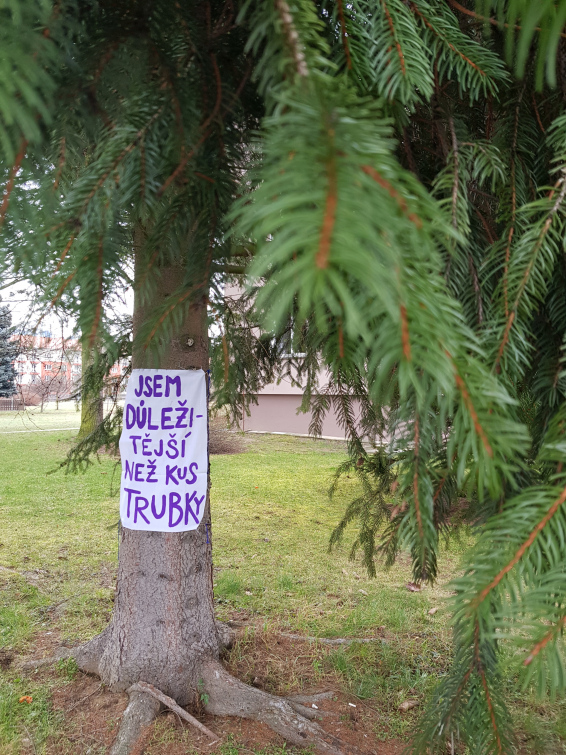 JSEM
DŮLEŽI-
TĚJŠÍ
NEŽ KUS
TRUBKY